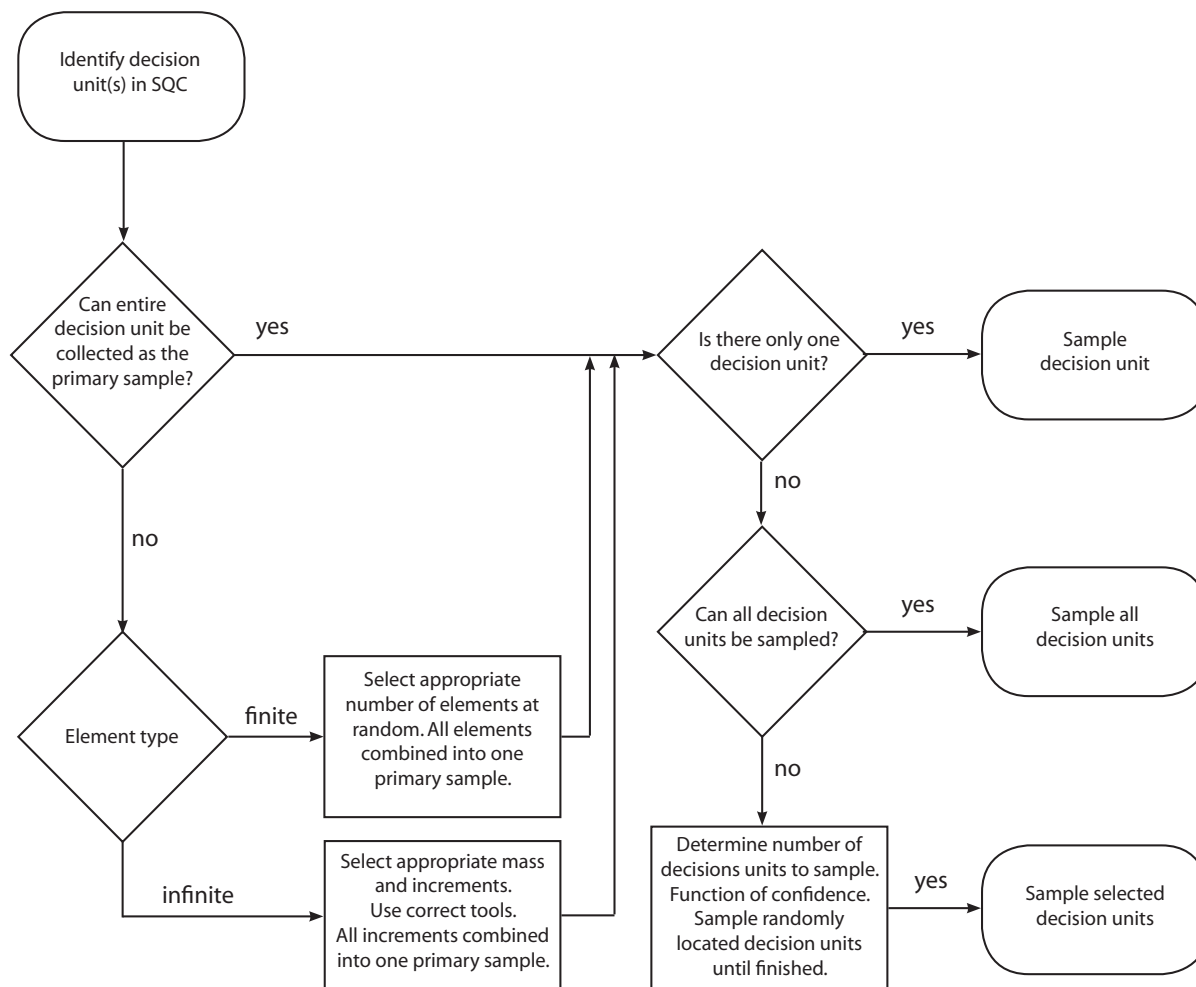 Identify decision
unit(s) in SQC
Can entire
decision unit be
collected as the
primary sample?
yes
Is there only one
decision unit?
yes
Sample
decision unit
no
no
Can all decision
units be sampled?
yes
Sample all
decision units
Element type
finite
Select appropriate
number of elements at
random. All elements
combined into one
primary sample.
no
infinite
Select appropriate mass
and increments.
Use correct tools.
All increments combined
into one primary sample.
Determine number of
decisions units to sample.
Function of confidence.
Sample randomly
located decision units
until finished.
yes
Sample selected
decision units